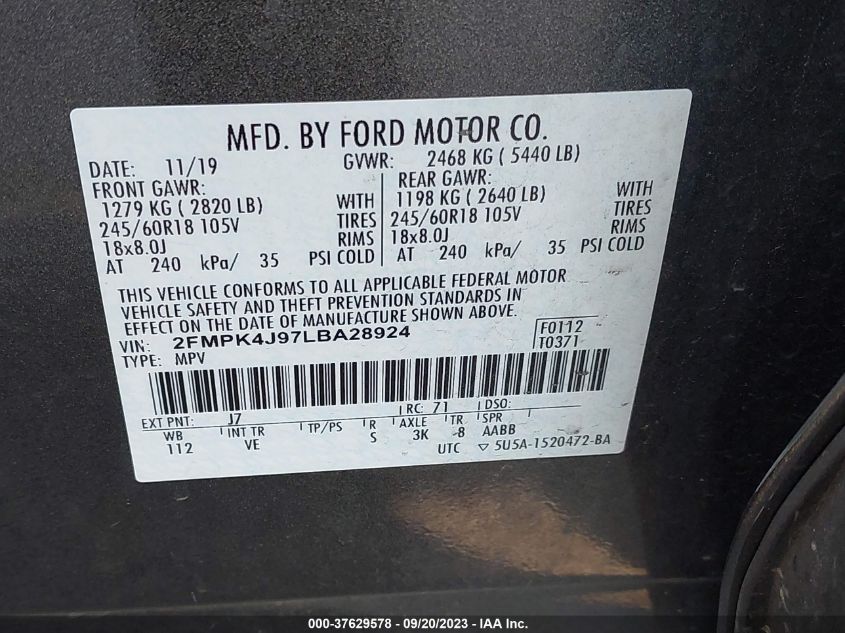 MFD. BY FORD MOTOR CO.
DATE: 11/19 GVWR: 2468 KG ( 5440 LB)
FRONT GAWR: REAR GAWR:
1279 KG ( 2820 LB) WITH 1198 KG ( 2640 LB) WITH
245/60R18 105V TIRES 245/60R18 105V TIRES
18x8.0J RIMS 18x8.0J RIMS
AT 240 kPa/ 35 PSI COLD AT 240 kPa/ 35 PSI COLD
THIS VEHICLE CONFORMS TO ALL APPLICABLE FEDERAL MOTOR
VEHICLE SAFETY AND THEFT PREVENTION STANDARDS IN
EFFECT ON THE DATE OF MANUFACTURE SHOWN ABOVE.
VIN: 2FMPK4J97LBA28924 F0112
TYPE: MPV T0371
EXT PNT: J7 RC: 71 DSO:
WB INT TR TP/PS R AXLE TR SPR
112 VE S 3K -8 AABB
UTC ▽ 5U5A-1520472-BA
000-37629578 - 09/20/2023 - IAA Inc.